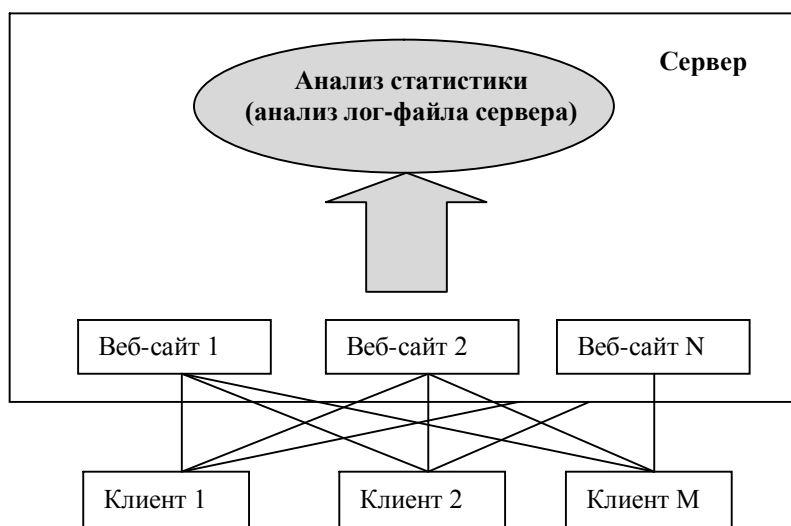 Сервер
Анализ статистики
(анализ лог-файла сервера)
Веб-сайт 1
Веб-сайт 2
Веб-сайт N
Клиент 1
Клиент 2
Клиент M